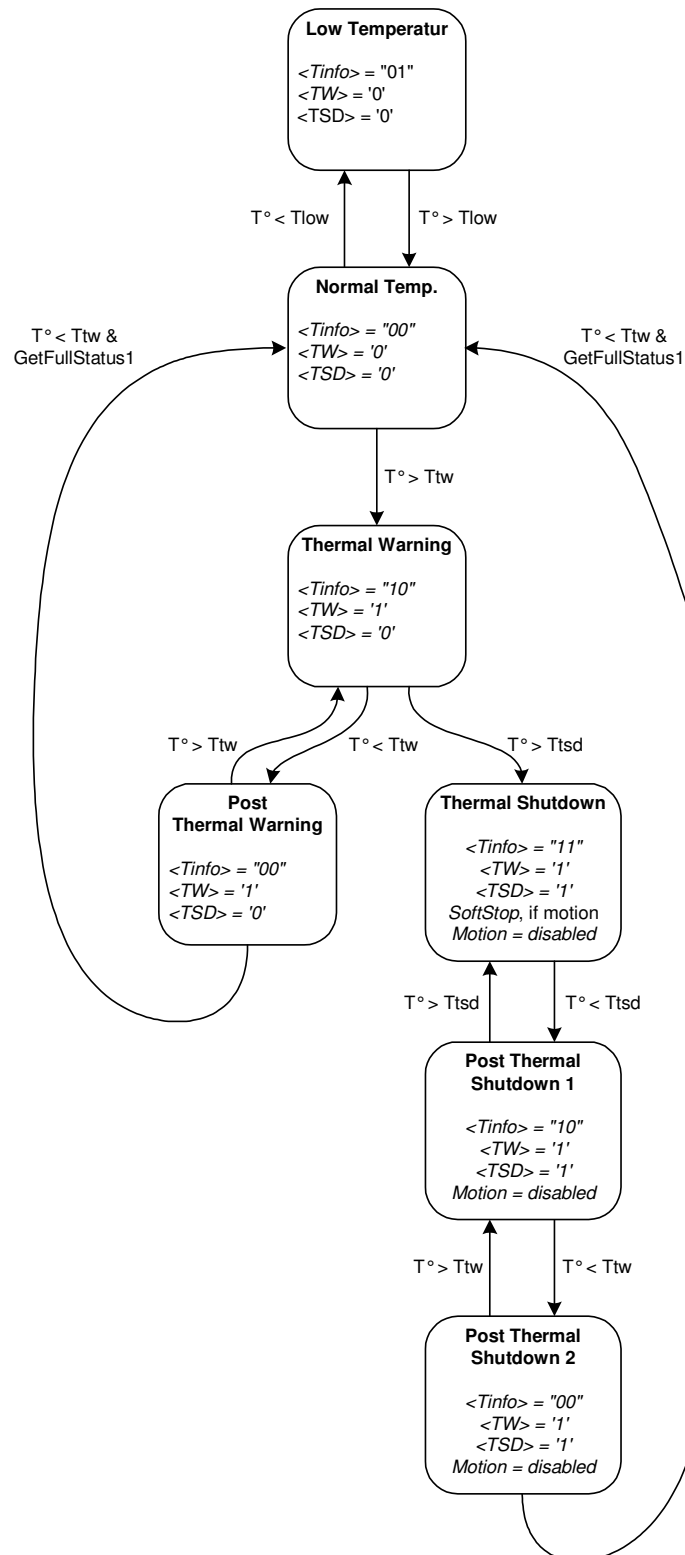 Low Temperatur
<Tinfo> = "01"
<TW> = '0'
<TSD> = '0'
T° < Tlow
T° > Tlow
Normal Temp.
<Tinfo> = "00"
<TW> = '0'
<TSD> = '0'
T° < Ttw &
GetFullStatus1
T° < Ttw &
GetFullStatus1
T° > Ttw
Thermal Warning
<Tinfo> = "10"
<TW> = '1'
<TSD> = '0'
T° > Ttw
T° < Ttw
T° > Ttsd
Post
Thermal Warning
<Tinfo> = "00"
<TW> = '1'
<TSD> = '0'
Thermal Shutdown
<Tinfo> = "11"
<TW> = '1'
<TSD> = '1'
SoftStop, if motion
Motion = disabled
T° > Ttsd
T° < Ttsd
Post Thermal
Shutdown 1
<Tinfo> = "10"
<TW> = '1'
<TSD> = '1'
Motion = disabled
T° > Ttw
T° < Ttw
Post Thermal
Shutdown 2
<Tinfo> = "00"
<TW> = '1'
<TSD> = '1'
Motion = disabled